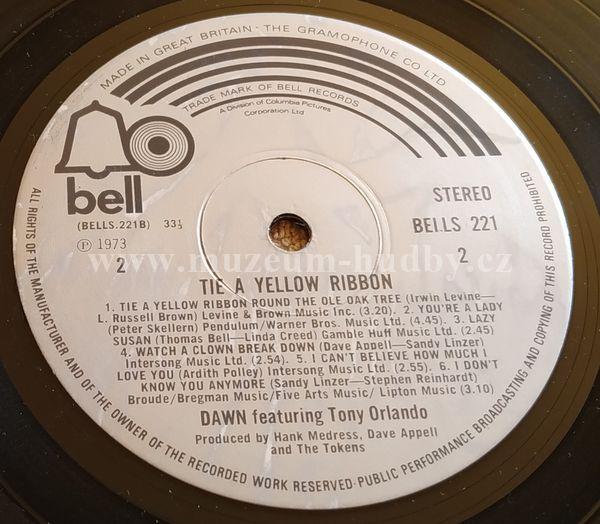 MADE IN GREAT BRITAIN · THE GRAMOPHONE CO LTD
TRADE MARK OF BELL RECORDS
A Division of Columbia Pictures
Corporation Ltd
bell
(BELLS.221B) 33⅓
Ⓟ 1973
2
STEREO
BELLS 221
2
www.muzeum-hudby.cz
TIE A YELLOW RIBBON
1. TIE A YELLOW RIBBON ROUND THE OLE OAK TREE (Irwin Levine—
L. Russell Brown) Levine & Brown Music Inc. (3.20) 2. YOU'RE A LADY
(Peter Skellern) Pendulum/Warner Bros. Music Ltd. (4.45) 3. LAZY
SUSAN (Thomas Bell—Linda Creed) Gamble Huff Music Ltd. (2.45)
4. WATCH A CLOWN BREAK DOWN (Dave Appell—Sandy Linzer)
Intersong Music Ltd. (2.54) 5. I CAN'T BELIEVE HOW MUCH I
LOVE YOU (Ardith Polley) Intersong Music Ltd. (2.55) 6. I DON'T
KNOW YOU ANYMORE (Sandy Linzer—Stephen Reinhardt)
Broude/Bregman Music/Five Arts Music/ Lipton Music (3.10)
DAWN featuring Tony Orlando
Produced by Hank Medress, Dave Appell
and The Tokens
ALL RIGHTS OF THE MANUFACTURER AND OF THE OWNER OF THE RECORDED WORK RESERVED·PUBLIC PERFORMANCE BROADCASTING AND COPYING OF THIS RECORD PROHIBITED